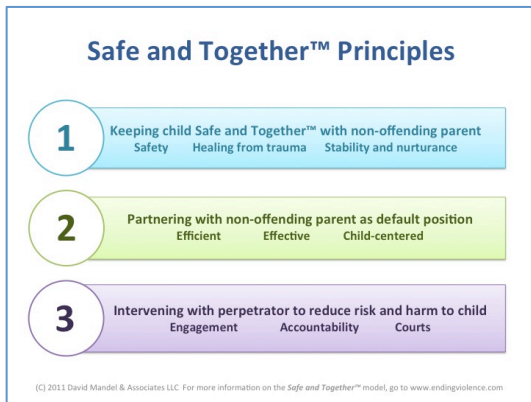 Safe and Together™ Principles
1
Keeping child Safe and Together™ with non-offending parent
Safety Healing from trauma Stability and nurturance
2
Partnering with non-offending parent as default position
Efficient Effective Child-centered
3
Intervening with perpetrator to reduce risk and harm to child
Engagement Accountability Courts
(C) 2011 David Mandel & Associates LLC For more information on the Safe and Together™ model, go to www.endingviolence.com